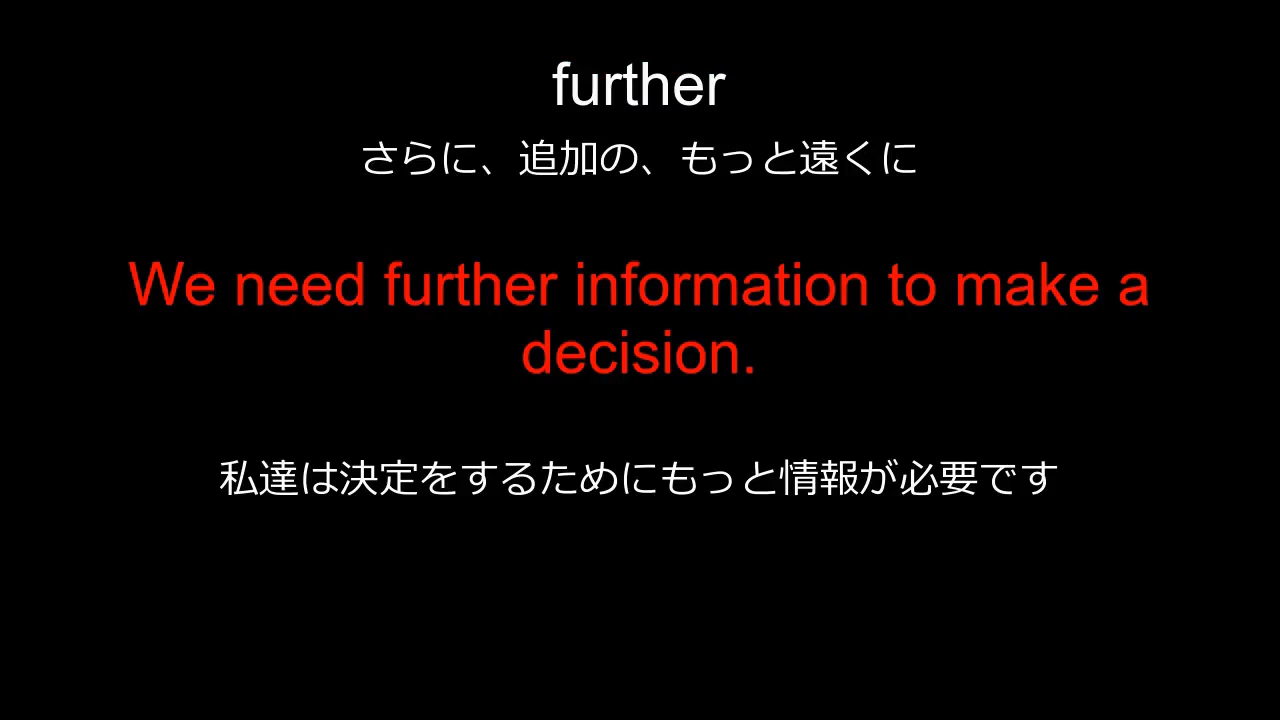 further
さらに、追加の、もっと遠くに
We need further information to make a
decision.
私達は決定をするためにもっと情報が必要です